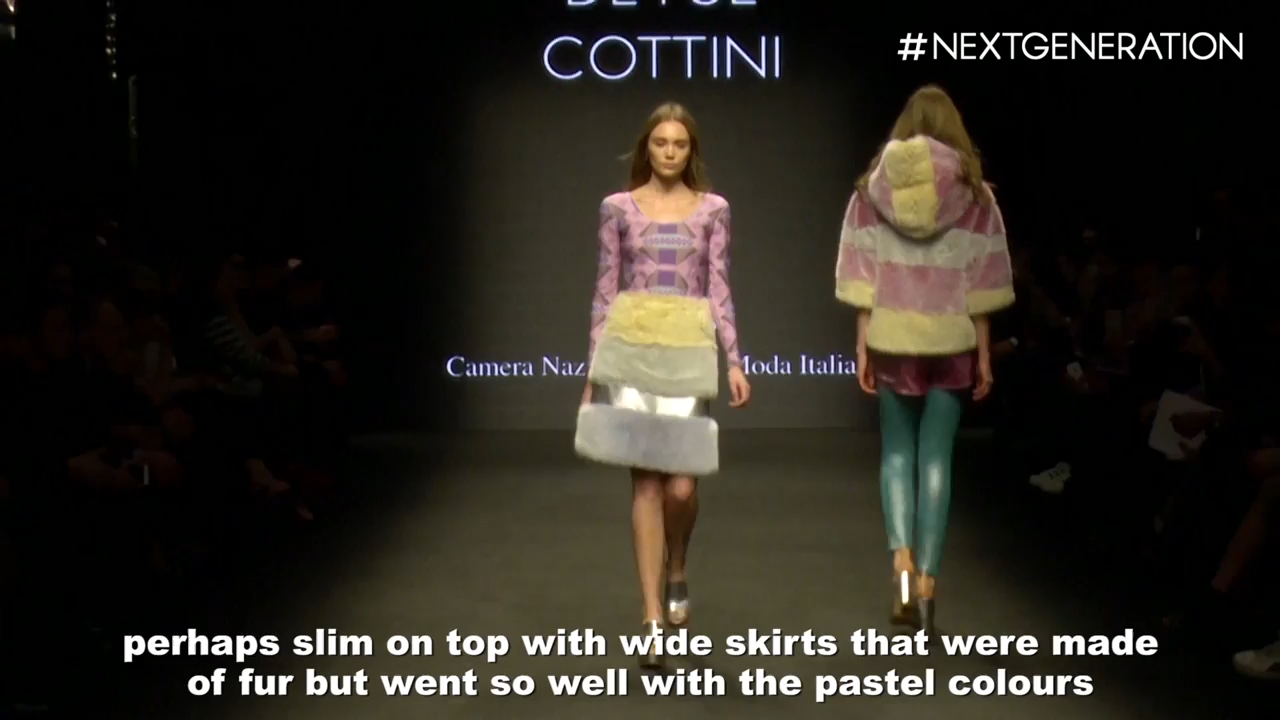 COTTINI
#NEXTGENERATION
Camera Naz
Moda Italia
perhaps slim on top with wide skirts that were made
of fur but went so well with the pastel colours